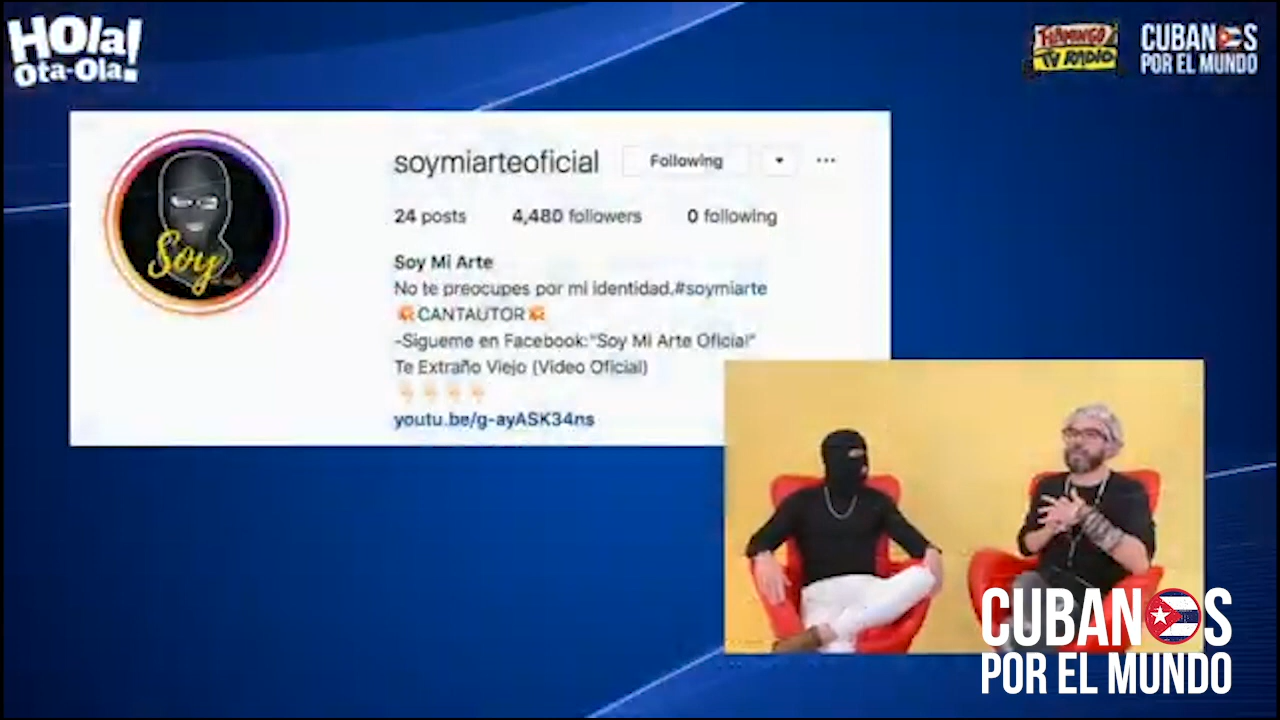 HOla!
Ota-Ola!
FLAMINGO
TV RADIO
CUBANOS
POR EL MUNDO
soymiarteoficial
Following
24 posts
4,480 followers
0 following
Soy
Soy Mi Arte
No te preocupes por mi identidad.#soymiarte
💥CANTAUTOR💥
-Sigueme en Facebook:"Soy Mi Arte Oficial"
Te Extraño Viejo (Video Oficial)
👇👇👇👇
youtu.be/g-ayASK34ns
CUBANOS
POR EL MUNDO